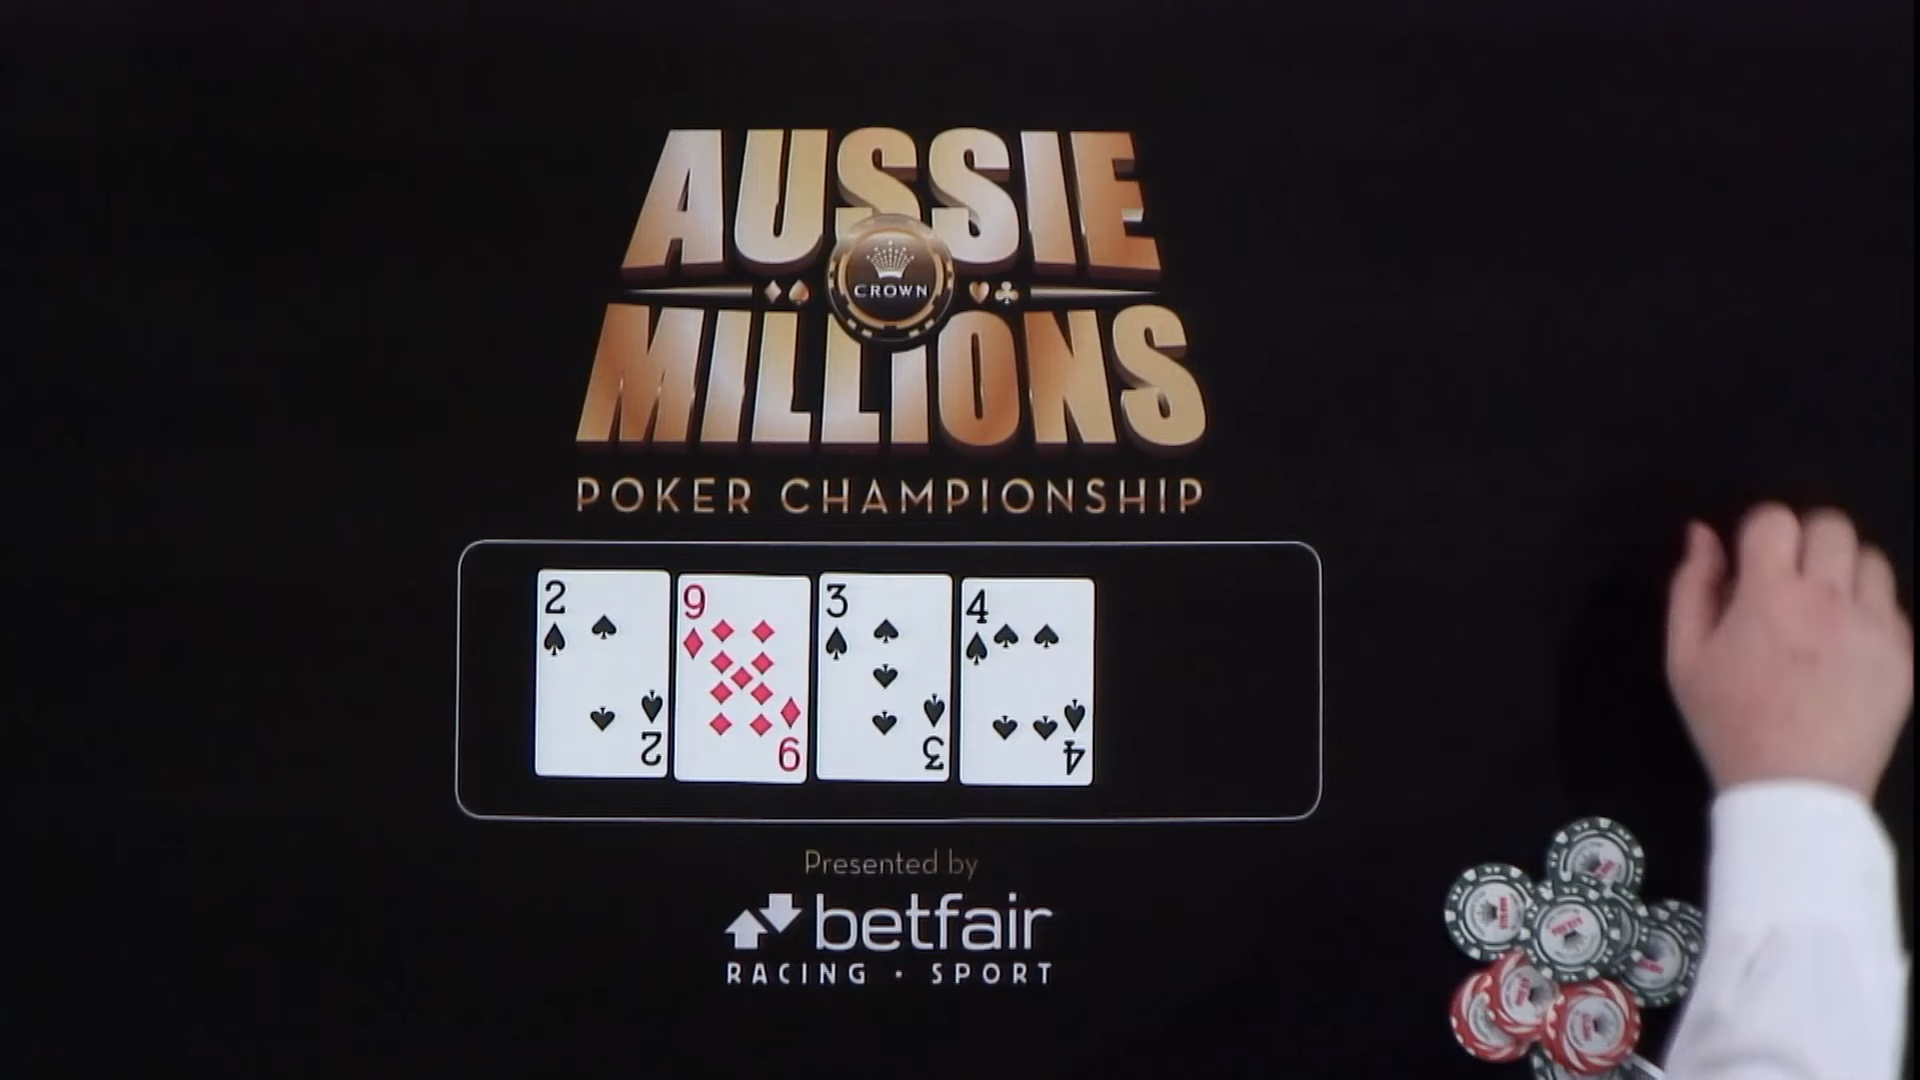 AUSSIE
CROWN
MILLIONS
POKER CHAMPIONSHIP
2 9 3 4
2 9 3 4
Presented by
betfair
RACING · SPORT